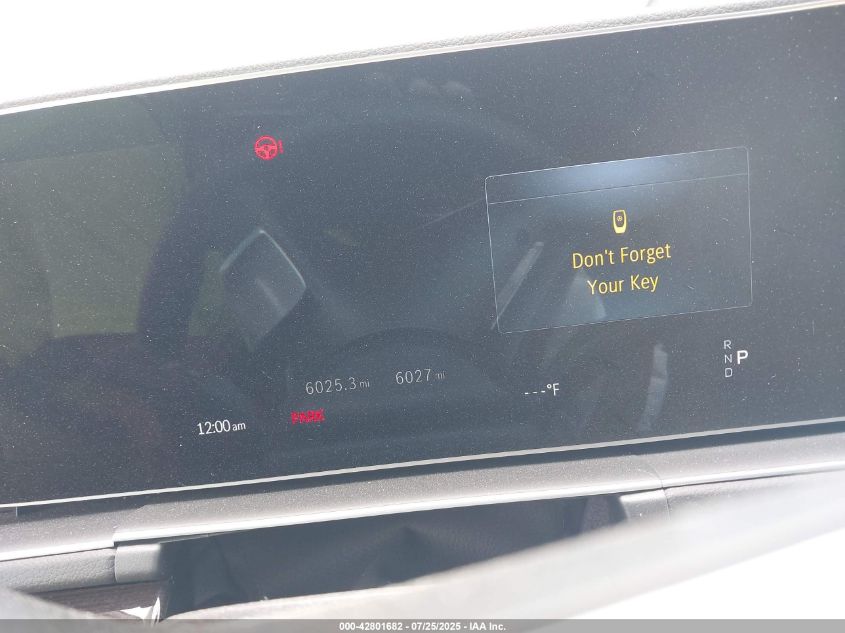 Don't Forget
Your Key
R
N P
D
6025.3 mi 6027 mi
---°F
12:00 am
000-42801682 - 07/25/2025 - IAA Inc.